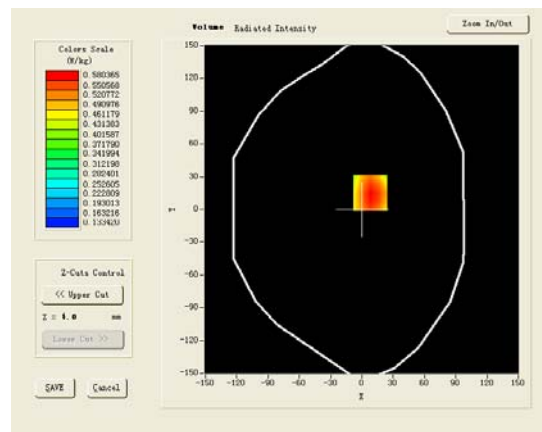 Volume Radiated Intensity
Zoom In/Out
Colors Scale
(W/kg)
0.580365
0.550568
0.520772
0.490976
0.461179
0.431383
0.401587
0.371790
0.341994
0.312198
0.282401
0.252605
0.222809
0.193013
0.163216
0.133420
150
120
90
60
30
0
-30
-60
-90
-120
-150
Y
-150 -120 -90 -60 -30 0 30 60 90 120 150
X
Z-Cuts Control
<< Upper Cut
Z = 4.0 mm
Lower Cut >>
SAVE Cancel